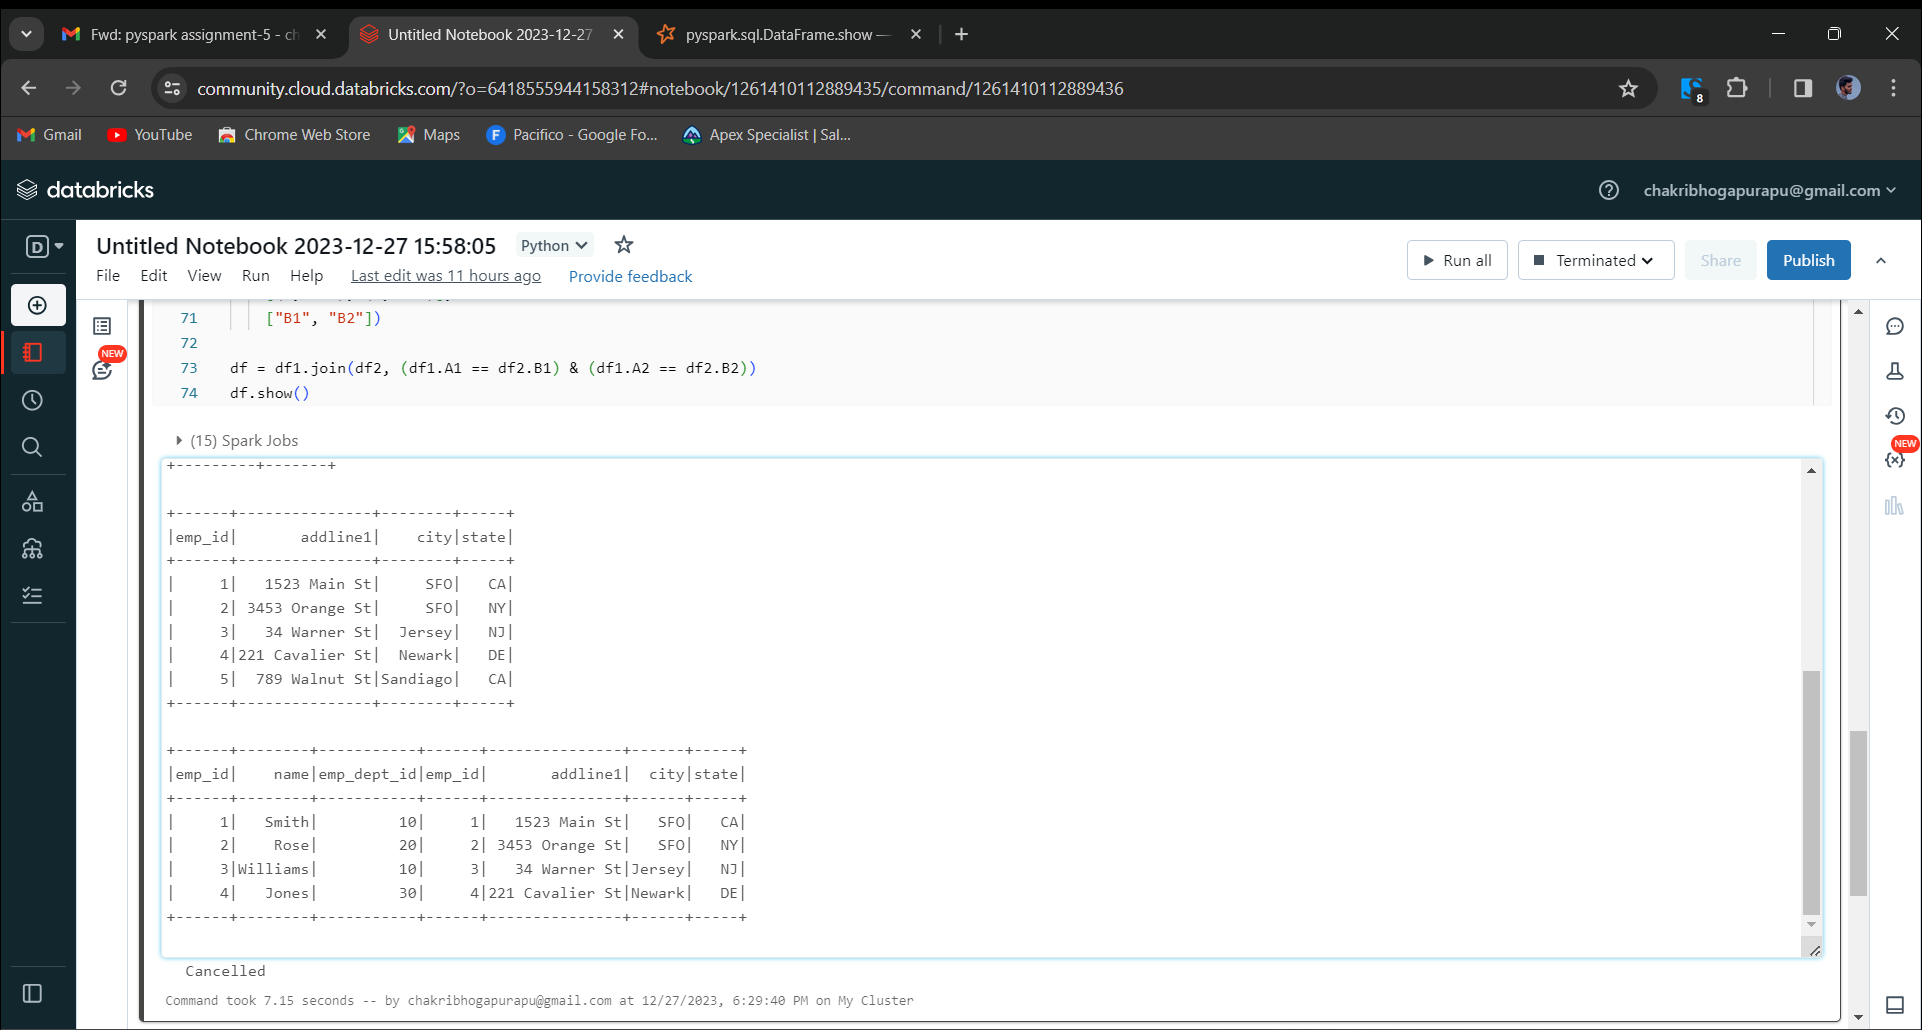 Fwd: pyspark assignment-5 - ch
Untitled Notebook 2023-12-27
pyspark.sql.DataFrame.show —
community.cloud.databricks.com/?o=6418555944158312#notebook/1261410112889435/command/1261410112889436
8
Gmail
YouTube
Chrome Web Store
Maps
F
Pacifico - Google Fo...
Apex Specialist | Sal...
databricks
chakribhogapurapu@gmail.com
D
Untitled Notebook 2023-12-27 15:58:05
Python
File Edit View Run Help Last edit was 11 hours ago Provide feedback
Run all
Terminated
Share
Publish
NEW
NEW
71 ["B1", "B2"])
72
73 df = df1.join(df2, (df1.A1 == df2.B1) & (df1.A2 == df2.B2))
74 df.show()
(15) Spark Jobs
+---------+-------+
+------+---------------+--------+-----+
|emp_id|       addline1|    city|state|
+------+---------------+--------+-----+
|     1|   1523 Main St|     SFO|   CA|
|     2| 3453 Orange St|     SFO|   NY|
|     3|   34 Warner St|  Jersey|   NJ|
|     4|221 Cavalier St|  Newark|   DE|
|     5|  789 Walnut St|Sandiago|   CA|
+------+---------------+--------+-----+
+------+--------+-----------+------+---------------+------+-----+
|emp_id|    name|emp_dept_id|emp_id|       addline1|  city|state|
+------+--------+-----------+------+---------------+------+-----+
|     1|   Smith|         10|     1|   1523 Main St|   SFO|   CA|
|     2|    Rose|         20|     2| 3453 Orange St|   SFO|   NY|
|     3|Williams|         10|     3|   34 Warner St|Jersey|   NJ|
|     4|   Jones|         30|     4|221 Cavalier St|Newark|   DE|
+------+--------+-----------+------+---------------+------+-----+
Cancelled
Command took 7.15 seconds -- by chakribhogapurapu@gmail.com at 12/27/2023, 6:29:40 PM on My Cluster